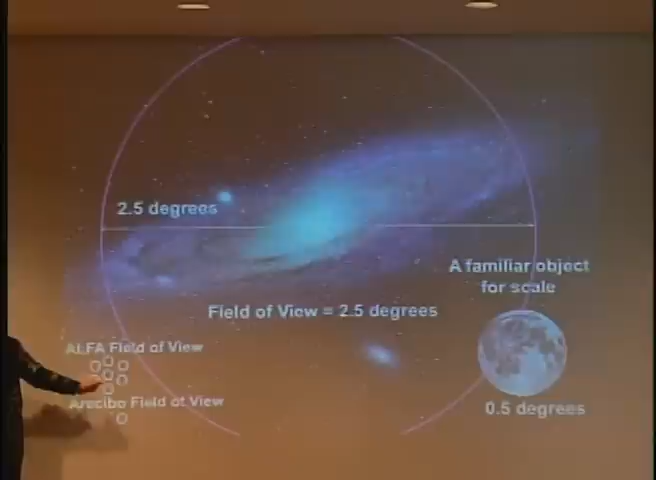 2.5 degrees
A familiar object
for scale
Field of View = 2.5 degrees
ALFA Field of View
Arecibo Field of View
0.5 degrees